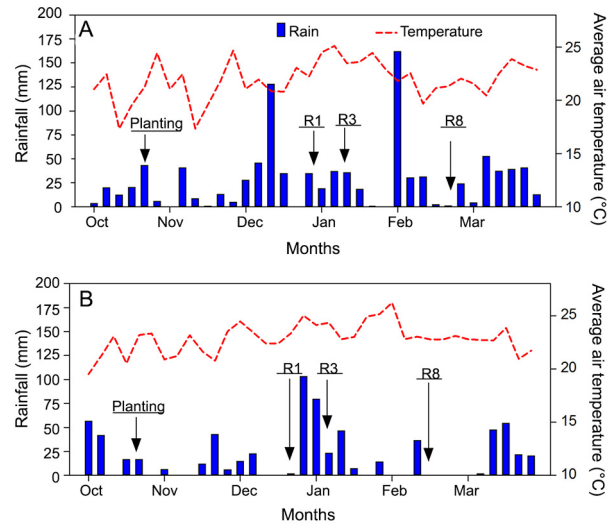 A
Rain
Temperature
Rainfall (mm)
200
175
150
125
100
75
50
25
0
Planting
R1
R3
R8
25
20
15
10
Average air temperature (°C)
Oct
Nov
Dec
Jan
Feb
Mar
Months
B
Rainfall (mm)
200
175
150
125
100
75
50
25
0
Planting
R1
R3
R8
25
20
15
10
Average air temperature (°C)
Oct
Nov
Dec
Jan
Feb
Mar
Months